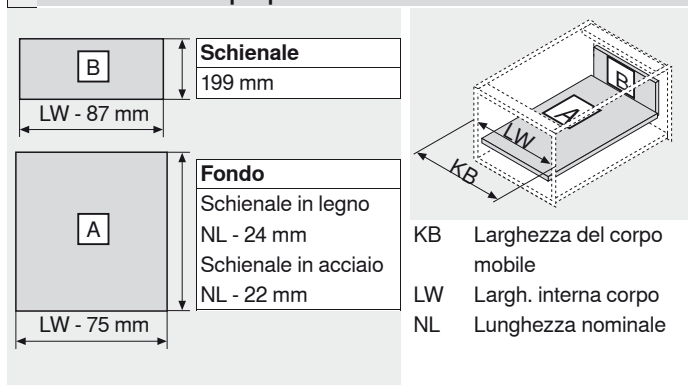 B
Schienale
199 mm
LW - 87 mm
A
Fondo
Schienale in legno
NL - 24 mm
Schienale in acciaio
NL - 22 mm
LW - 75 mm
B
A
LW
KB
KB Larghezza del corpo
mobile
LW Largh. interna corpo
NL Lunghezza nominale